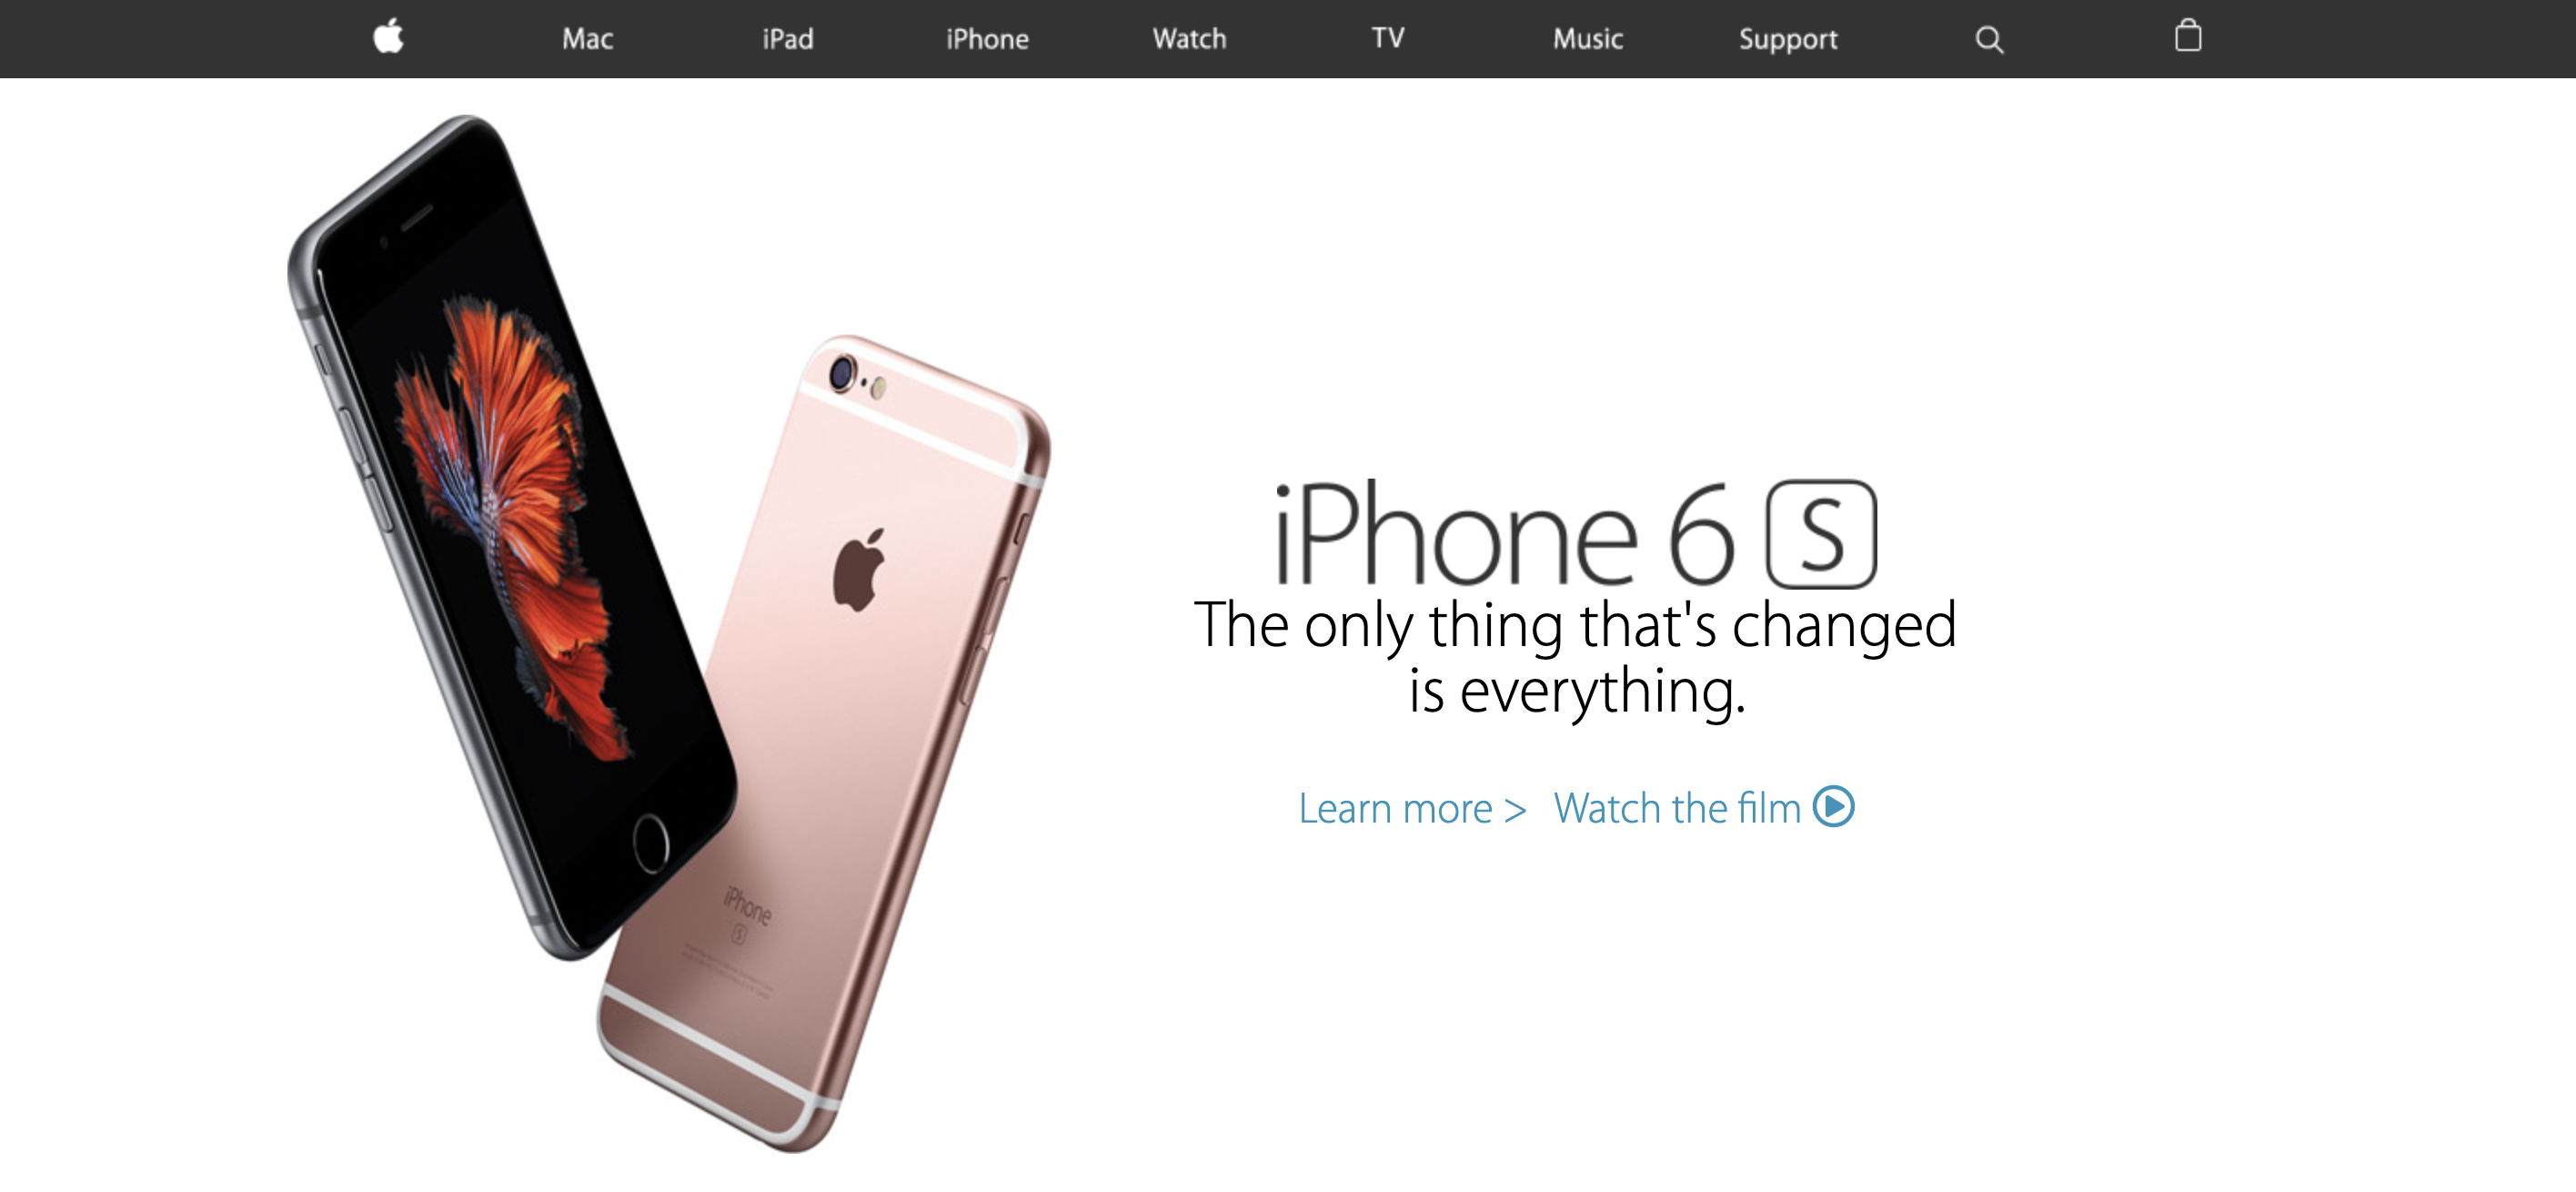 Mac iPad iPhone Watch TV Music Support
iPhone 6 S
The only thing that's changed
is everything.
Learn more > Watch the film
iPhone
S